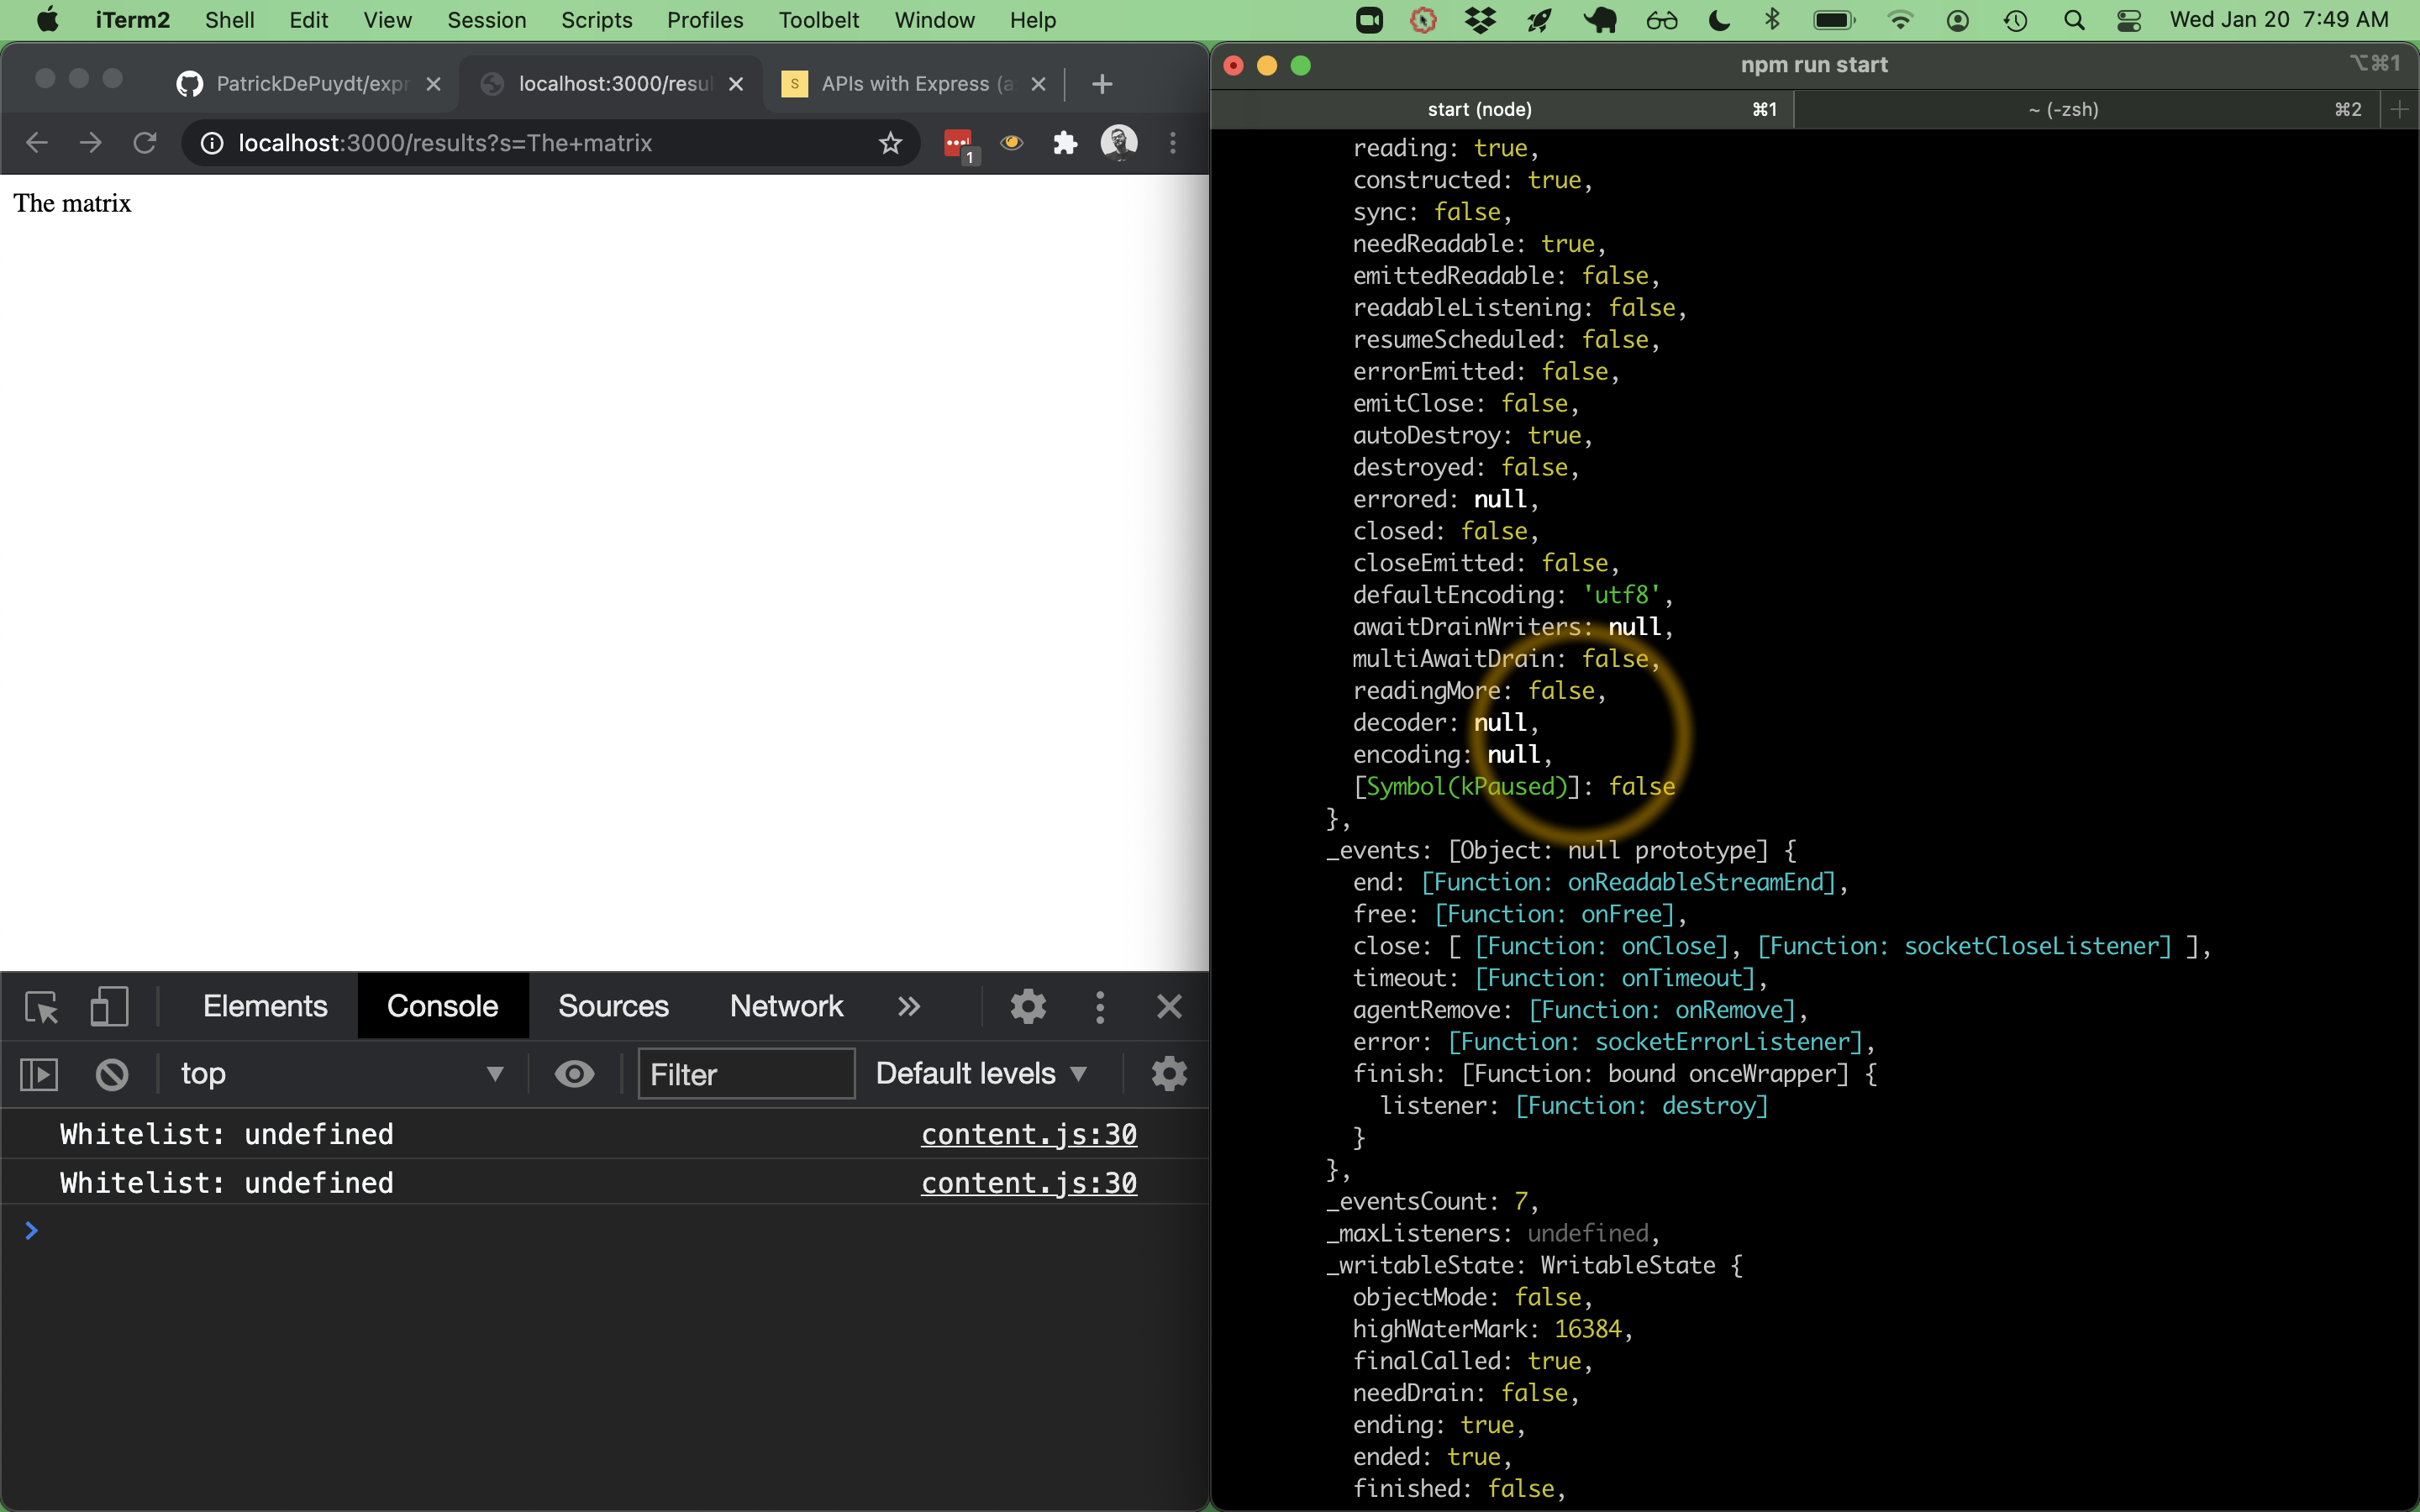 iTerm2 Shell Edit View Session Scripts Profiles Toolbelt Window Help Wed Jan 20 7:49 AM
PatrickDePuydt/expr localhost:3000/resul S APIs with Express (a
localhost:3000/results?s=The+matrix 1
The matrix
Elements Console Sources Network
top Filter Default levels
Whitelist: undefined content.js:30
Whitelist: undefined content.js:30
npm run start ⌥⌘1
start (node) ⌘1 ~ (-zsh) ⌘2
reading: true,
constructed: true,
sync: false,
needReadable: true,
emittedReadable: false,
readableListening: false,
resumeScheduled: false,
errorEmitted: false,
emitClose: false,
autoDestroy: true,
destroyed: false,
errored: null,
closed: false,
closeEmitted: false,
defaultEncoding: 'utf8',
awaitDrainWriters: null,
multiAwaitDrain: false,
readingMore: false,
decoder: null,
encoding: null,
[Symbol(kPaused)]: false
},
_events: [Object: null prototype] {
end: [Function: onReadableStreamEnd],
free: [Function: onFree],
close: [ [Function: onClose], [Function: socketCloseListener] ],
timeout: [Function: onTimeout],
agentRemove: [Function: onRemove],
error: [Function: socketErrorListener],
finish: [Function: bound onceWrapper] {
listener: [Function: destroy]
}
},
_eventsCount: 7,
_maxListeners: undefined,
_writableState: WritableState {
objectMode: false,
highWaterMark: 16384,
finalCalled: true,
needDrain: false,
ending: true,
ended: true,
finished: false,